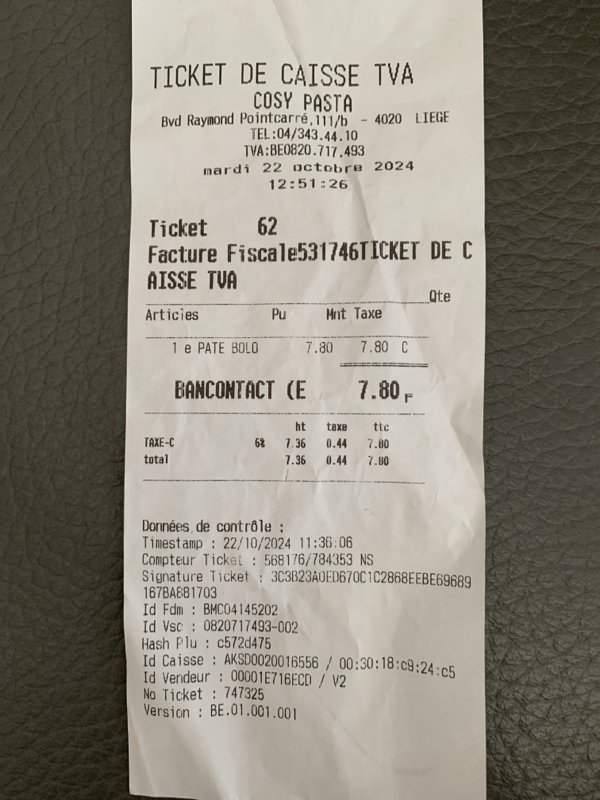 TICKET DE CAISSE TVA
COSY PASTA
Bvd Raymond Pointcarré,111/b - 4020 LIEGE
TEL:04/343.44.10
TVA:BE0820.717.493
mardi 22 octobre 2024
12:51:26
Ticket 62
Facture Fiscale531746TICKET DE C
AISSE TVA
Qte
Articles Pu Mnt Taxe
1 e PATE BOLO 7.80 7.80 C
BANCONTACT (E 7.80 F
ht taxe ttc
TAXE-C 6% 7.36 0.44 7.80
total 7.36 0.44 7.80
Données de contrôle :
Timestamp : 22/10/2024 11:36:06
Compteur Ticket : 568176/784353 NS
Signature Ticket : 3C3B23A0ED670C1C2868EEBE69689
167BA881703
Id Fdm : BMC04145202
Id Vsc : 0820717493-002
Hash Plu : c572d475
Id Caisse : AKSD0020016556 / 00:30:18:c9:24:c5
Id Vendeur : 00001E716ECD / V2
No Ticket : 747325
Version : BE.01.001.001